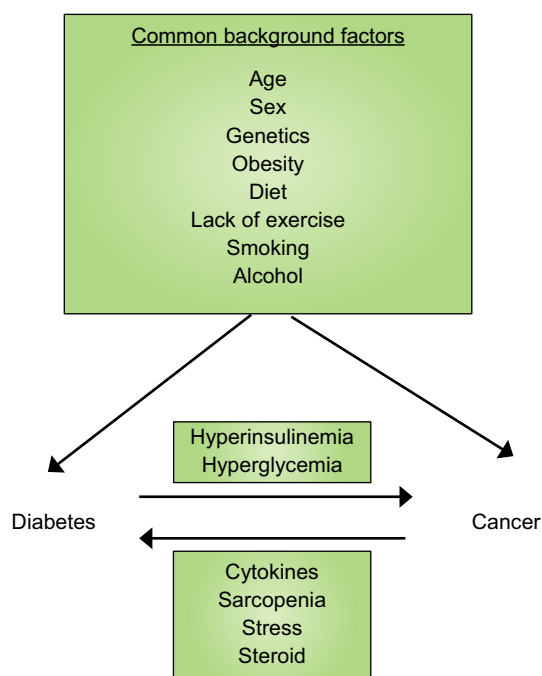 Common background factors
Age
Sex
Genetics
Obesity
Diet
Lack of exercise
Smoking
Alcohol
Hyperinsulinemia
Hyperglycemia
Diabetes
Cancer
Cytokines
Sarcopenia
Stress
Steroid